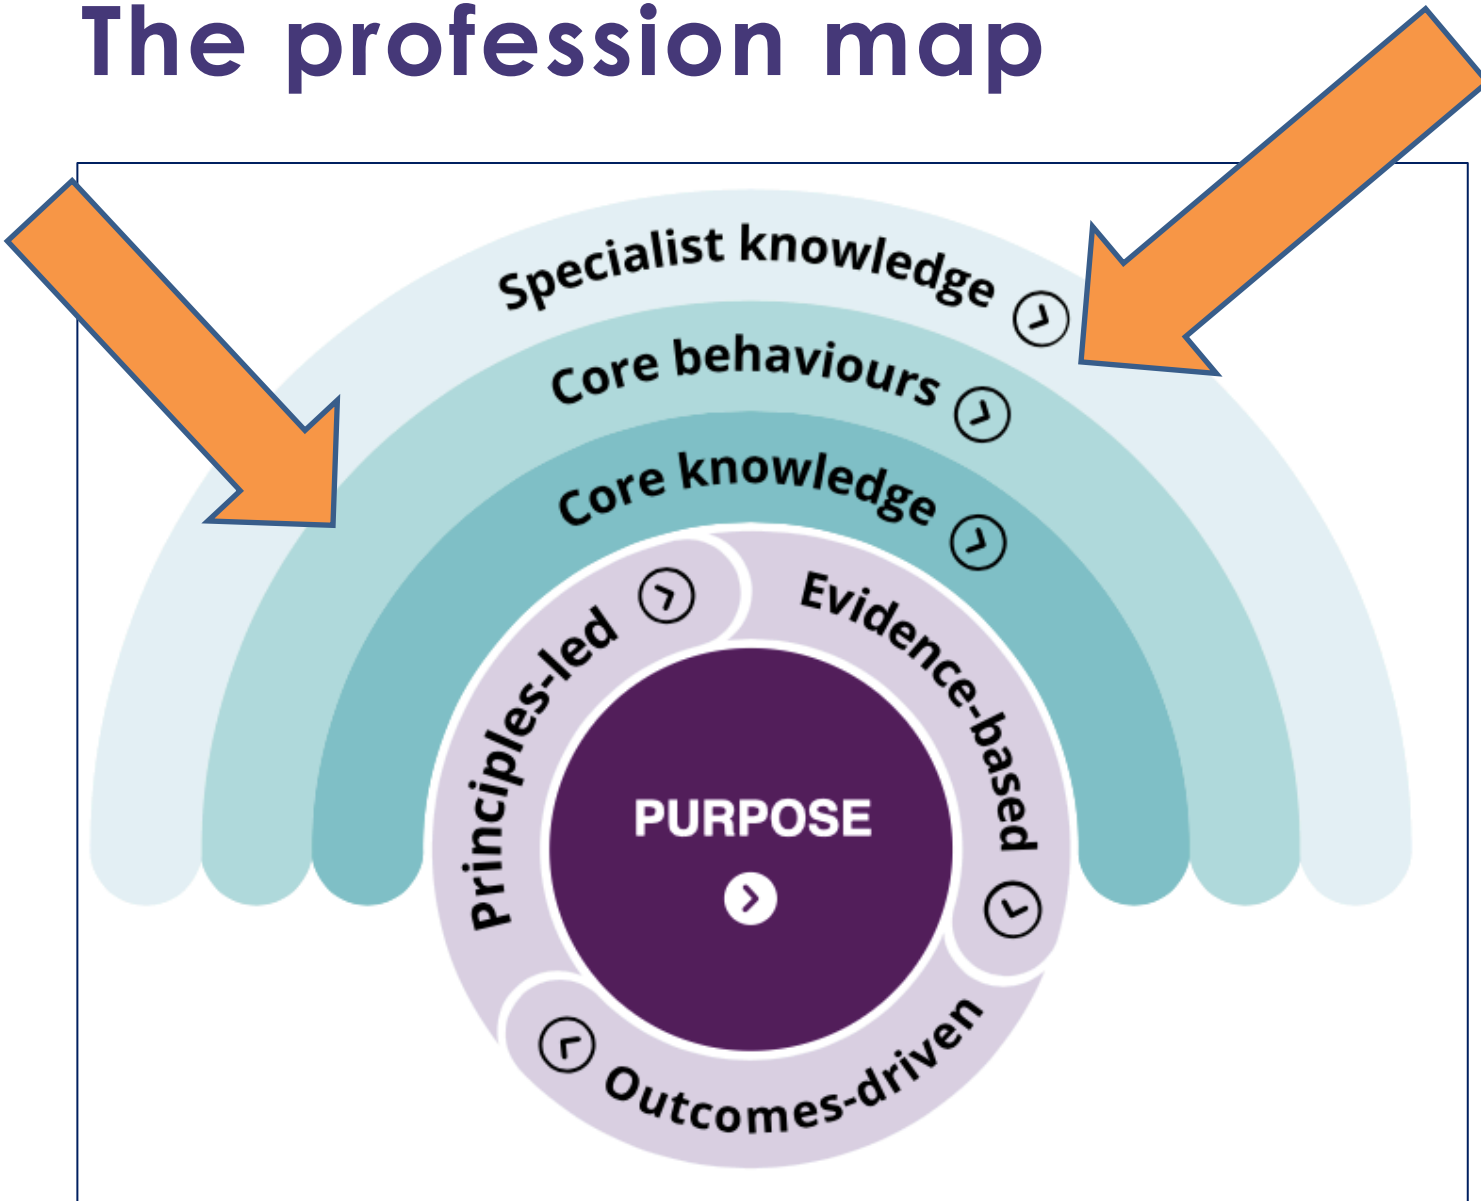 The profession map
Specialist knowledge
Core behaviours
Core knowledge
Principles-led
Evidence-based
PURPOSE
Outcomes-driven